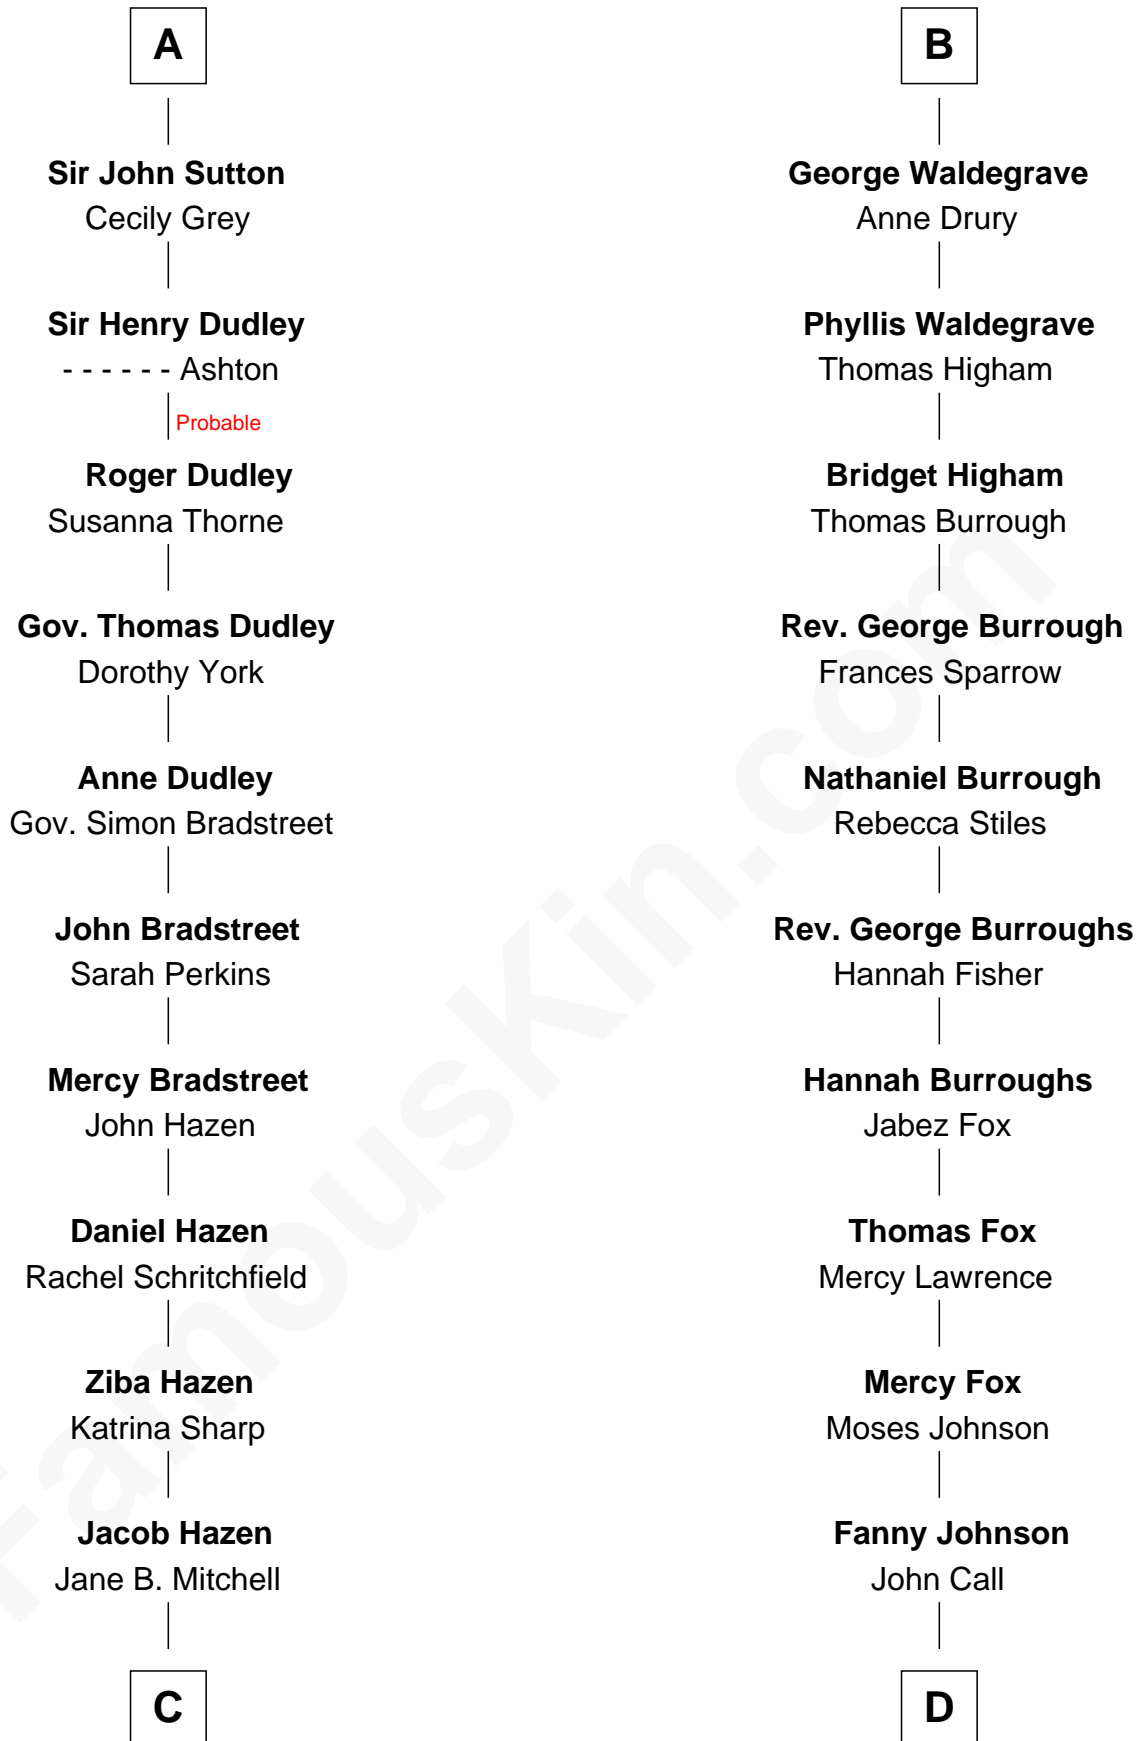 A
Sir John Sutton
Cecily Grey
Sir Henry Dudley
- - - - - - Ashton
Probable
Roger Dudley
Susanna Thorne
Gov. Thomas Dudley
Dorothy York
Anne Dudley
Gov. Simon Bradstreet
John Bradstreet
Sarah Perkins
Mercy Bradstreet
John Hazen
Daniel Hazen
Rachel Schritchfield
Ziba Hazen
Katrina Sharp
Jacob Hazen
Jane B. Mitchell
C
B
George Waldegrave
Anne Drury
Phyllis Waldegrave
Thomas Higham
Bridget Higham
Thomas Burrough
Rev. George Burrough
Frances Sparrow
Nathaniel Burrough
Rebecca Stiles
Rev. George Burroughs
Hannah Fisher
Hannah Burroughs
Jabez Fox
Thomas Fox
Mercy Lawrence
Mercy Fox
Moses Johnson
Fanny Johnson
John Call
D
FamousKin.com